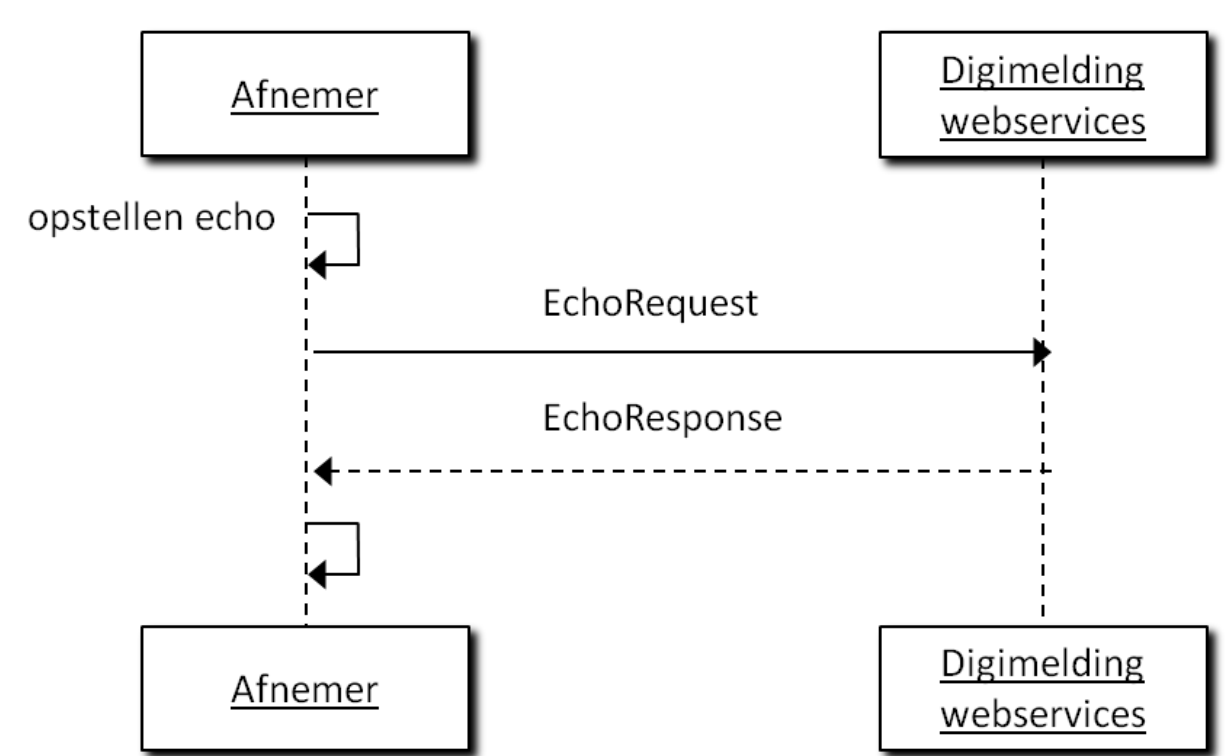 Afnemer
Digimelding
webservices
opstellen echo
EchoRequest
EchoResponse
Afnemer
Digimelding
webservices